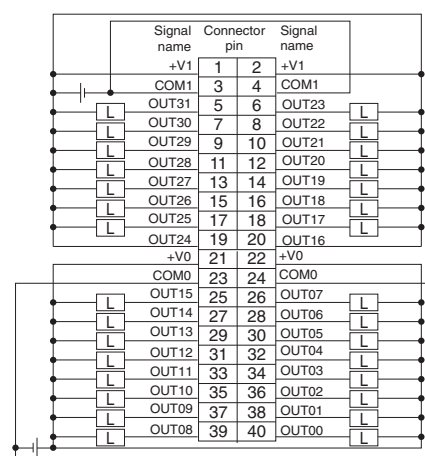 Signal name Connector pin Signal name
+V1 1 2 +V1
COM1 3 4 COM1
L OUT31 5 6 OUT23 L
L OUT30 7 8 OUT22 L
L OUT29 9 10 OUT21 L
L OUT28 11 12 OUT20 L
L OUT27 13 14 OUT19 L
L OUT26 15 16 OUT18 L
L OUT25 17 18 OUT17 L
OUT24 19 20 OUT16
+V0 21 22 +V0
COM0 23 24 COM0
L OUT15 25 26 OUT07 L
L OUT14 27 28 OUT06 L
L OUT13 29 30 OUT05 L
L OUT12 31 32 OUT04 L
L OUT11 33 34 OUT03 L
L OUT10 35 36 OUT02 L
L OUT09 37 38 OUT01 L
L OUT08 39 40 OUT00 L